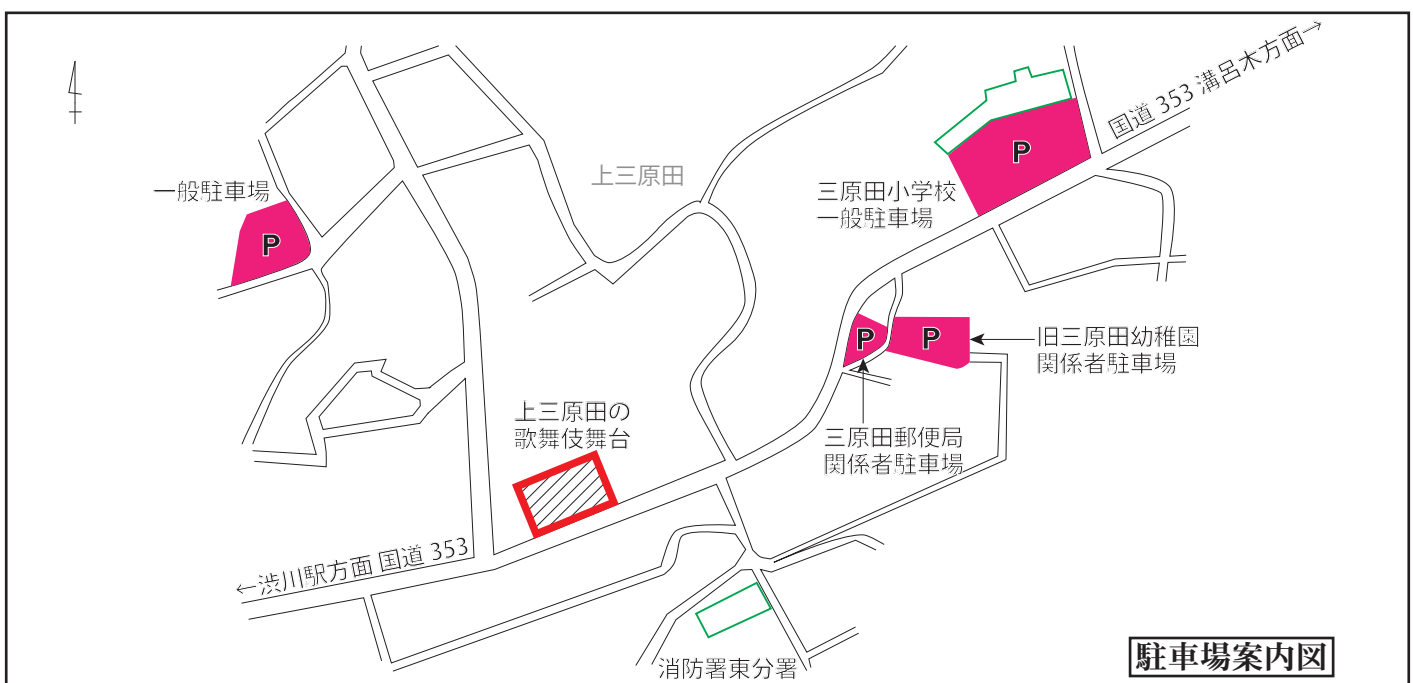 国道 353 溝呂木方面→
上三原田
一般駐車場
P
P
三原田小学校
一般駐車場
P
P
旧三原田幼稚園
関係者駐車場
上三原田の
歌舞伎舞台
三原田郵便局
関係者駐車場
←渋川駅方面 国道 353
消防署東分署
駐車場案内図